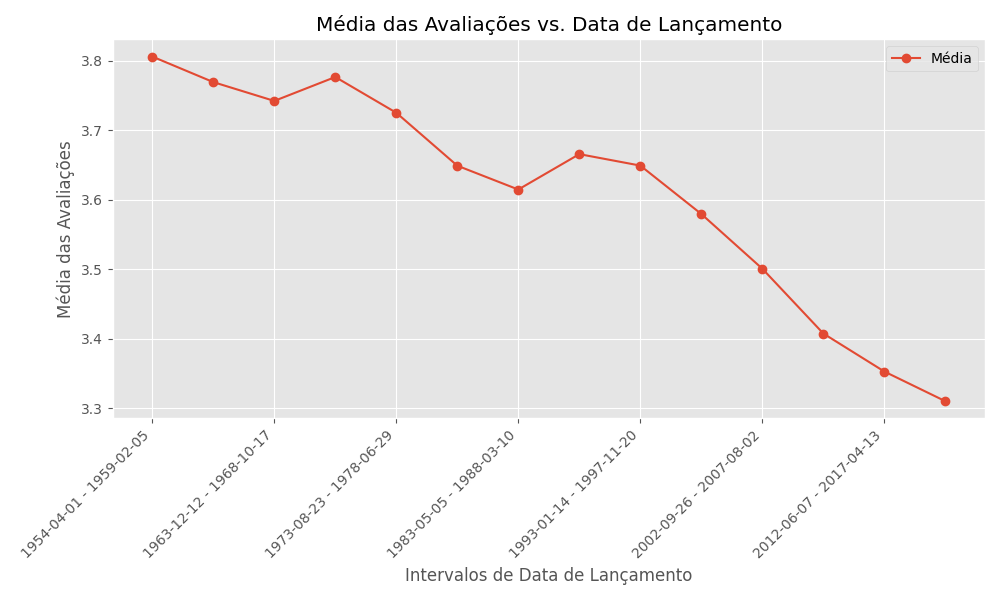 Média das Avaliações vs. Data de Lançamento
Média
Média das Avaliações
3.8
3.7
3.6
3.5
3.4
3.3
1954-04-01 - 1959-02-05
1963-12-12 - 1968-10-17
1973-08-23 - 1978-06-29
1983-05-05 - 1988-03-10
1993-01-14 - 1997-11-20
2002-09-26 - 2007-08-02
2012-06-07 - 2017-04-13
Intervalos de Data de Lançamento